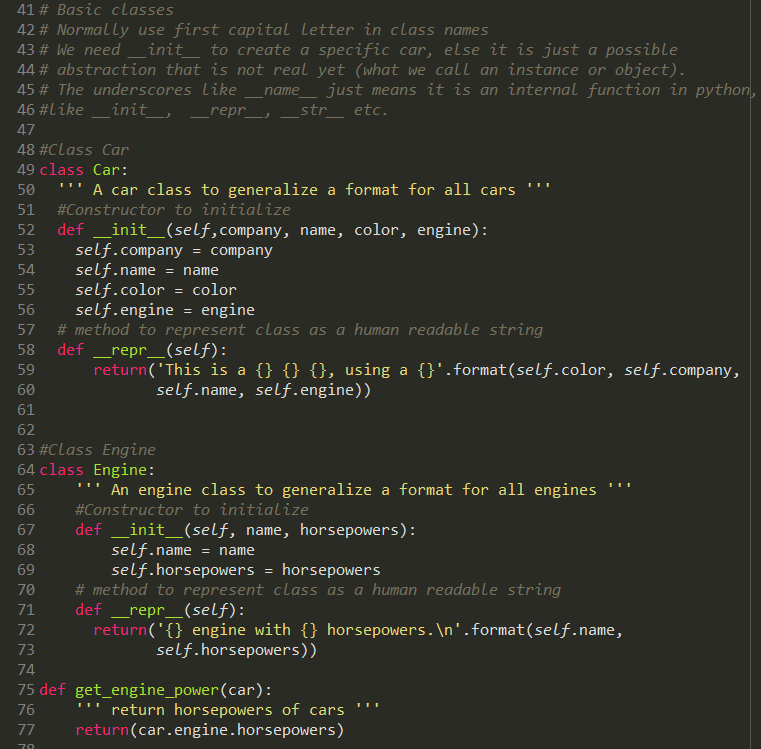 41 # Basic classes
42 # Normally use first capital letter in class names
43 # We need __init__ to create a specific car, else it is just a possible
44 # abstraction that is not real yet (what we call an instance or object).
45 # The underscores like __name__ just means it is an internal function in python,
46 #like __init__,  __repr__, __str__ etc.
47
48 #Class Car
49 class Car:
50   ''' A car class to generalize a format for all cars '''
51   #Constructor to initialize
52   def __init__(self,company, name, color, engine):
53     self.company = company
54     self.name = name
55     self.color = color
56     self.engine = engine
57   # method to represent class as a human readable string
58   def __repr__(self):
59       return('This is a {} {} {}, using a {}'.format(self.color, self.company,
60              self.name, self.engine))
61
62
63 #Class Engine
64 class Engine:
65     ''' An engine class to generalize a format for all engines '''
66     #Constructor to initialize
67     def __init__(self, name, horsepowers):
68         self.name = name
69         self.horsepowers = horsepowers
70     # method to represent class as a human readable string
71     def __repr__(self):
72       return('{} engine with {} horsepowers.\n'.format(self.name,
73              self.horsepowers))
74
75 def get_engine_power(car):
76     ''' return horsepowers of cars '''
77     return(car.engine.horsepowers)
78